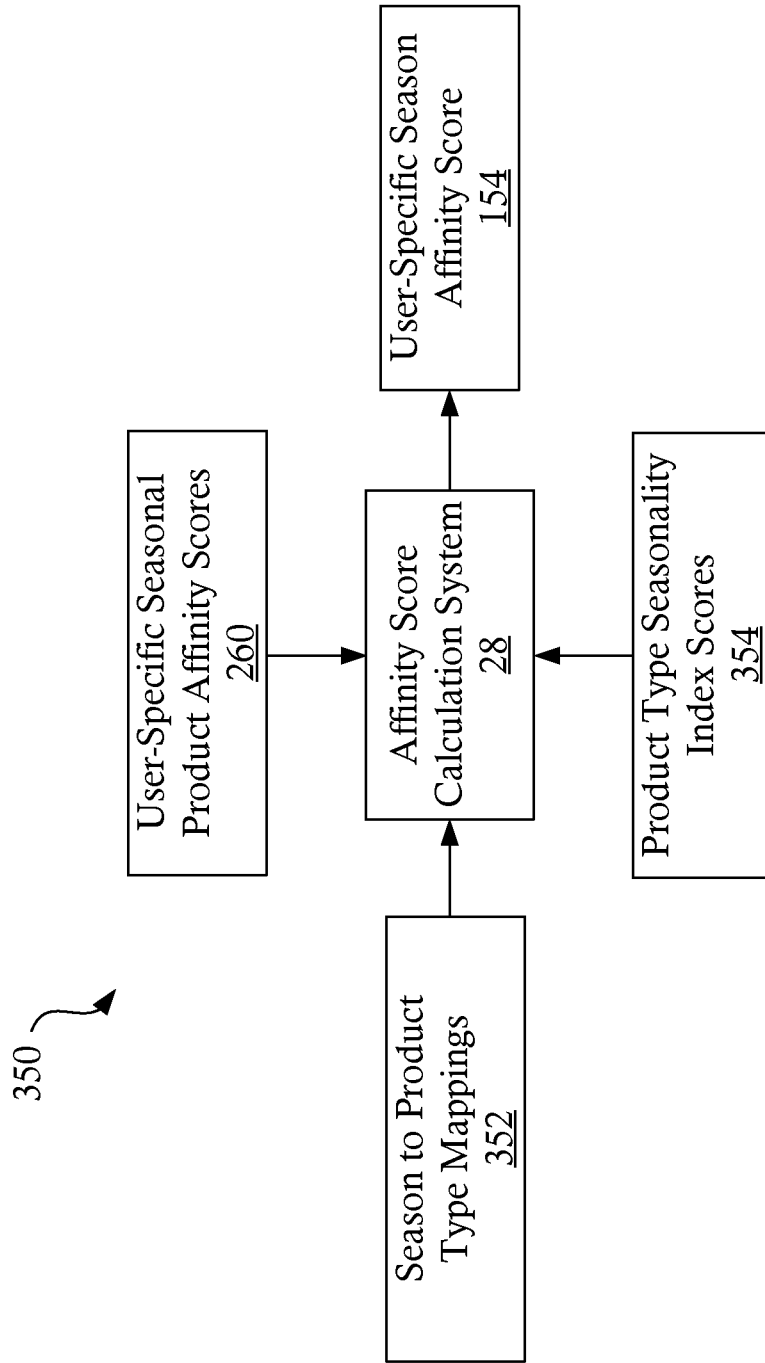 350
User-Specific Seasonal
Product Affinity Scores
260
Season to Product
Type Mappings
352
Affinity Score
Calculation System
28
User-Specific Season
Affinity Score
154
Product Type Seasonality
Index Scores
354